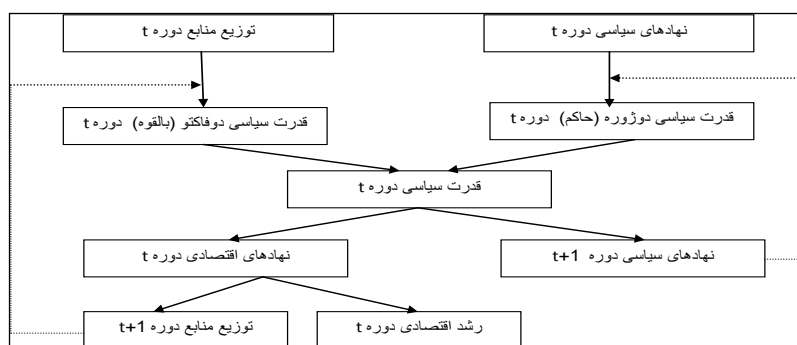 نهادهای سیاسی دوره t
توزیع منابع دوره t
قدرت سیاسی دوژوره (حاکم) دوره t
قدرت سیاسی دوفاکتو (بالقوه) دوره t
قدرت سیاسی دوره t
نهادهای سیاسی دوره t+1
نهادهای اقتصادی دوره t
رشد اقتصادی دوره t
توزیع منابع دوره t+1